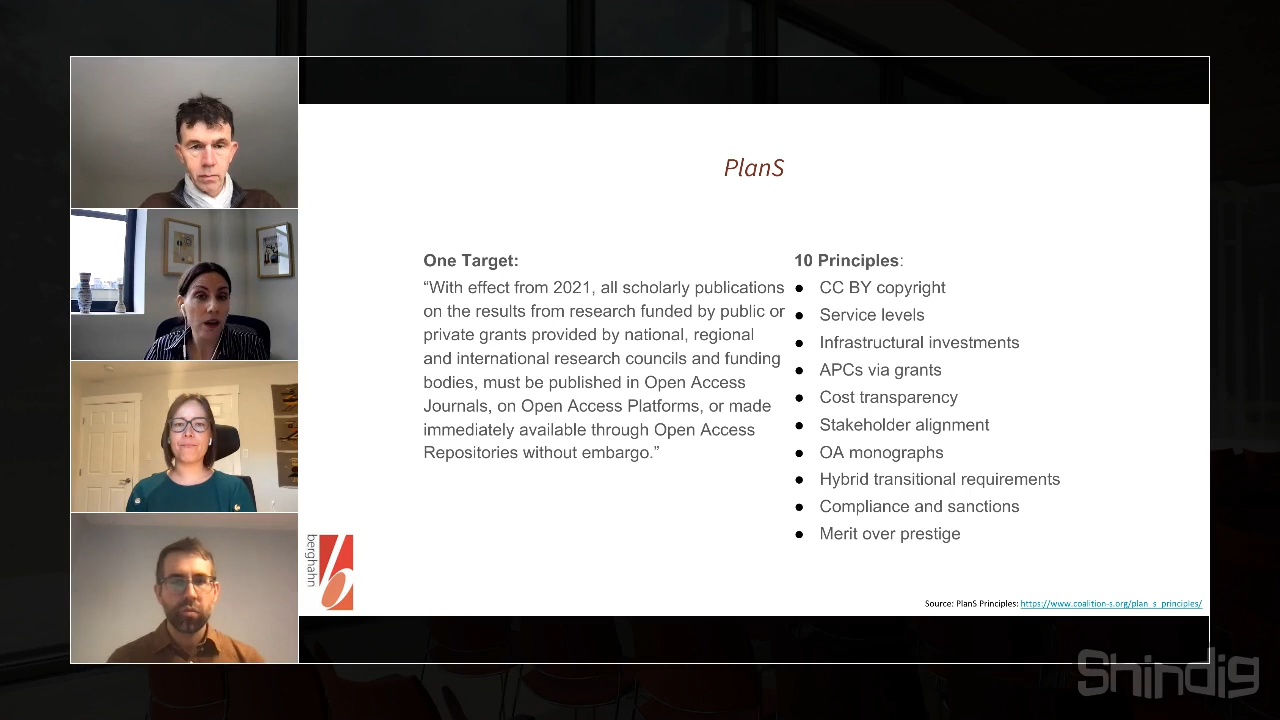 PlanS
One Target:
“With effect from 2021, all scholarly publications
on the results from research funded by public or
private grants provided by national, regional
and international research councils and funding
bodies, must be published in Open Access
Journals, on Open Access Platforms, or made
immediately available through Open Access
Repositories without embargo.”
10 Principles:
● CC BY copyright
● Service levels
● Infrastructural investments
● APCs via grants
● Cost transparency
● Stakeholder alignment
● OA monographs
● Hybrid transitional requirements
● Compliance and sanctions
● Merit over prestige
berghahn
b
Source: PlanS Principles: https://www.coalition-s.org/plan_s_principles/
Shindig